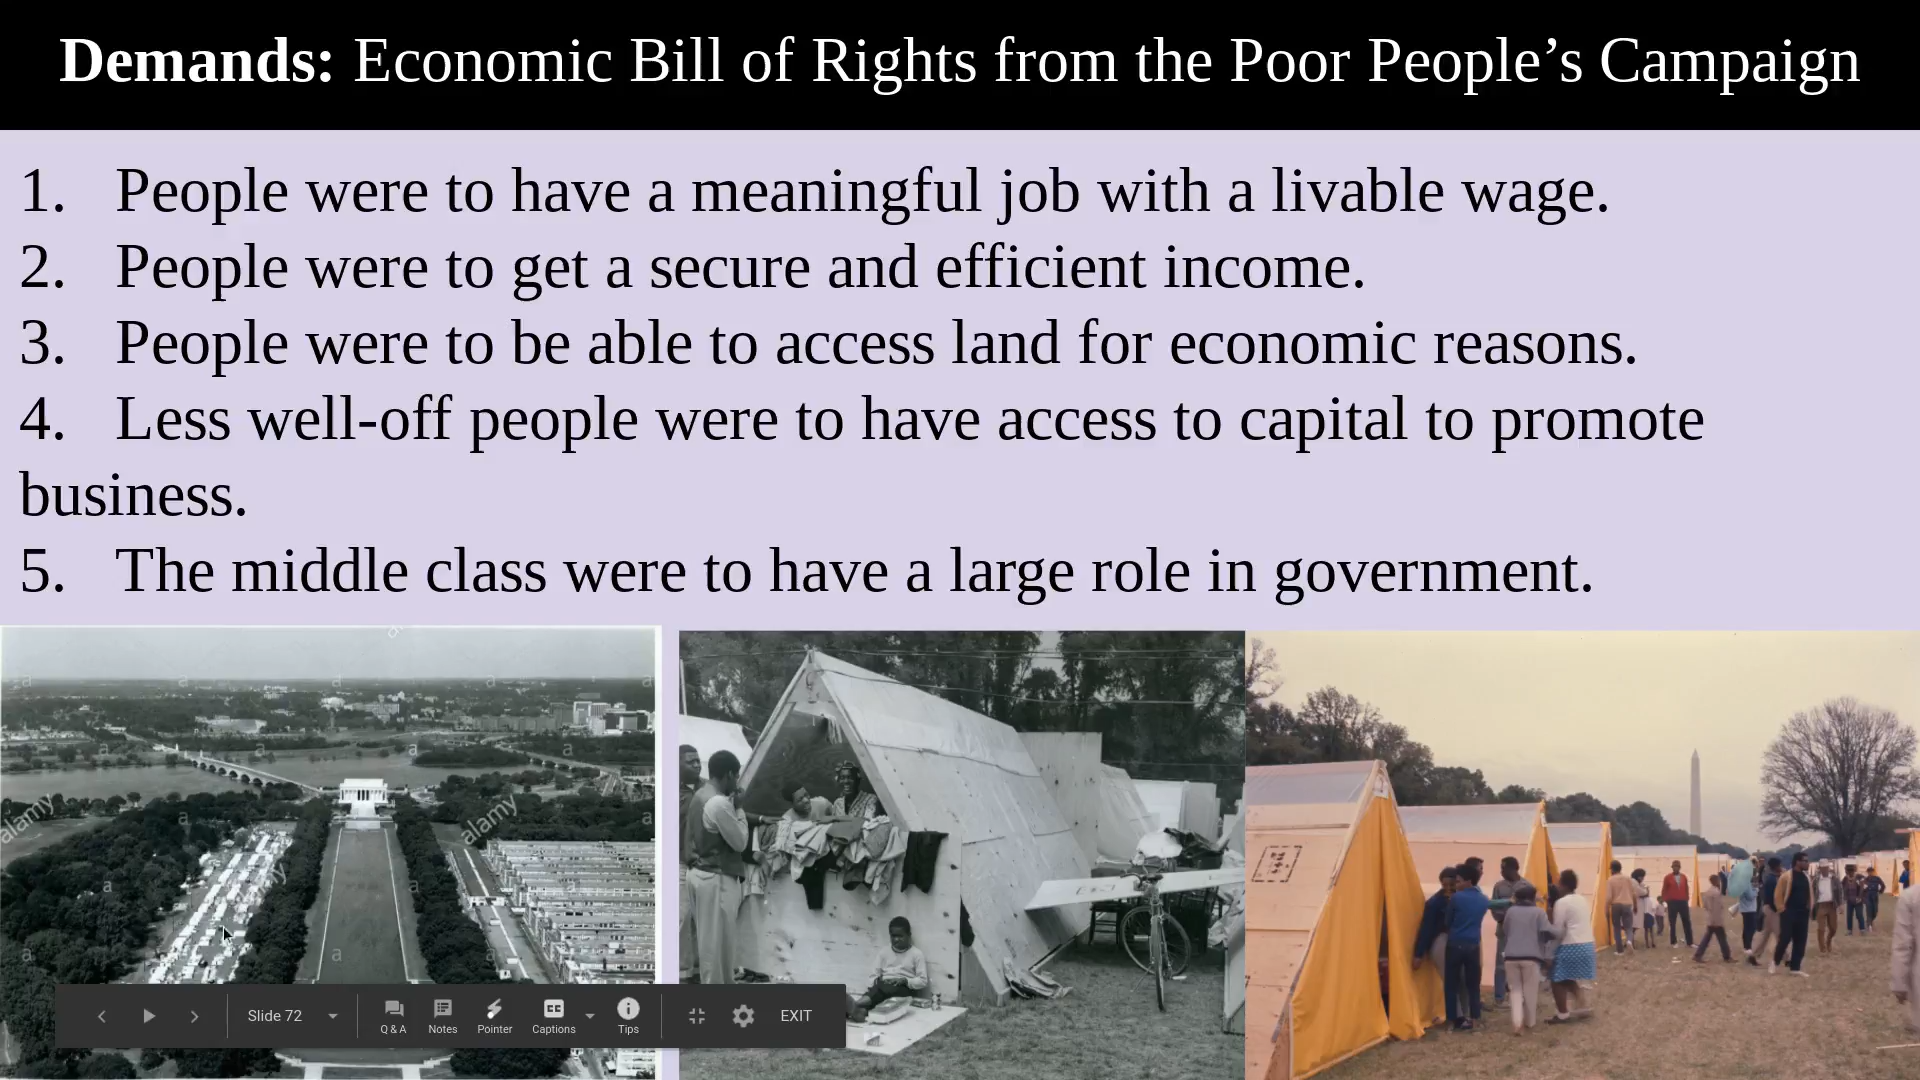 Demands: Economic Bill of Rights from the Poor People’s Campaign
1. People were to have a meaningful job with a livable wage.
2. People were to get a secure and efficient income.
3. People were to be able to access land for economic reasons.
4. Less well-off people were to have access to capital to promote
business.
5. The middle class were to have a large role in government.
alamy
alamy
a
Slide 72
Q & A
Notes
Pointer
CC
Captions
Tips
EXIT